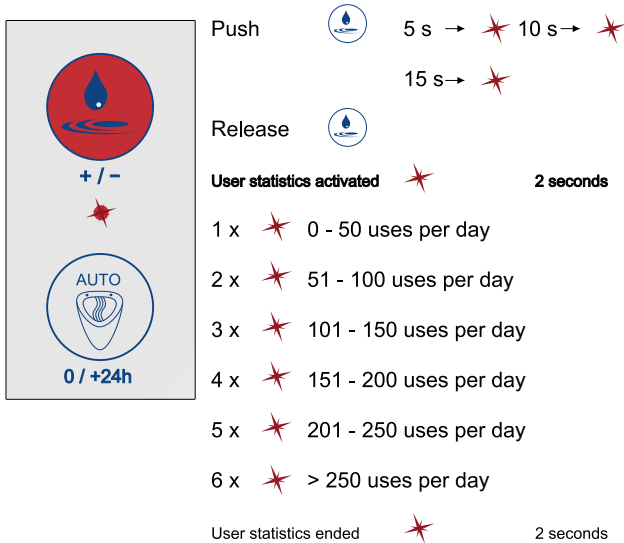 + / −
AUTO
0 / +24h
Push 5 s → 10 s →
15 s →
Release
User statistics activated 2 seconds
1 x 0 - 50 uses per day
2 x 51 - 100 uses per day
3 x 101 - 150 uses per day
4 x 151 - 200 uses per day
5 x 201 - 250 uses per day
6 x > 250 uses per day
User statistics ended 2 seconds